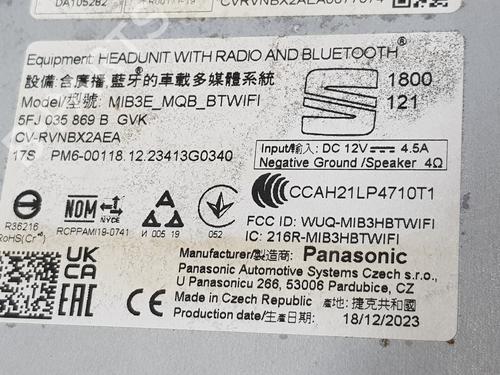 DA105282
CVRVNBX2AEA
Equipment: HEADUNIT WITH RADIO AND BLUETOOTH®
設備:含廣播,藍牙的車載多媒體系統
Model/型號: MIB3E_MQB_BTWIFI
5FJ 035 869 B GVK
CV-RVNBX2AEA
17S PM6-00118.12.23413G0340
1800
121
Input/輸入: DC 12V 4.5A
Negative Ground /Speaker 4Ω
R36216
RoHS(Cr⁶⁺)
NOM NYCE
RCPPAMI19-0741
И 005 19
052
CCAH21LP4710T1
FCC ID: WUQ-MIB3HBTWIFI
IC: 216R-MIB3HBTWIFI
UK
CA
EAC
Manufacturer/製造商: Panasonic
Panasonic Automotive Systems Czech s.r.o.,
U Panasonicu 266, 53006 Pardubice, CZ
Made in Czech Republic 產地: 捷克共和國
Production date/生產日期: 18/12/2023